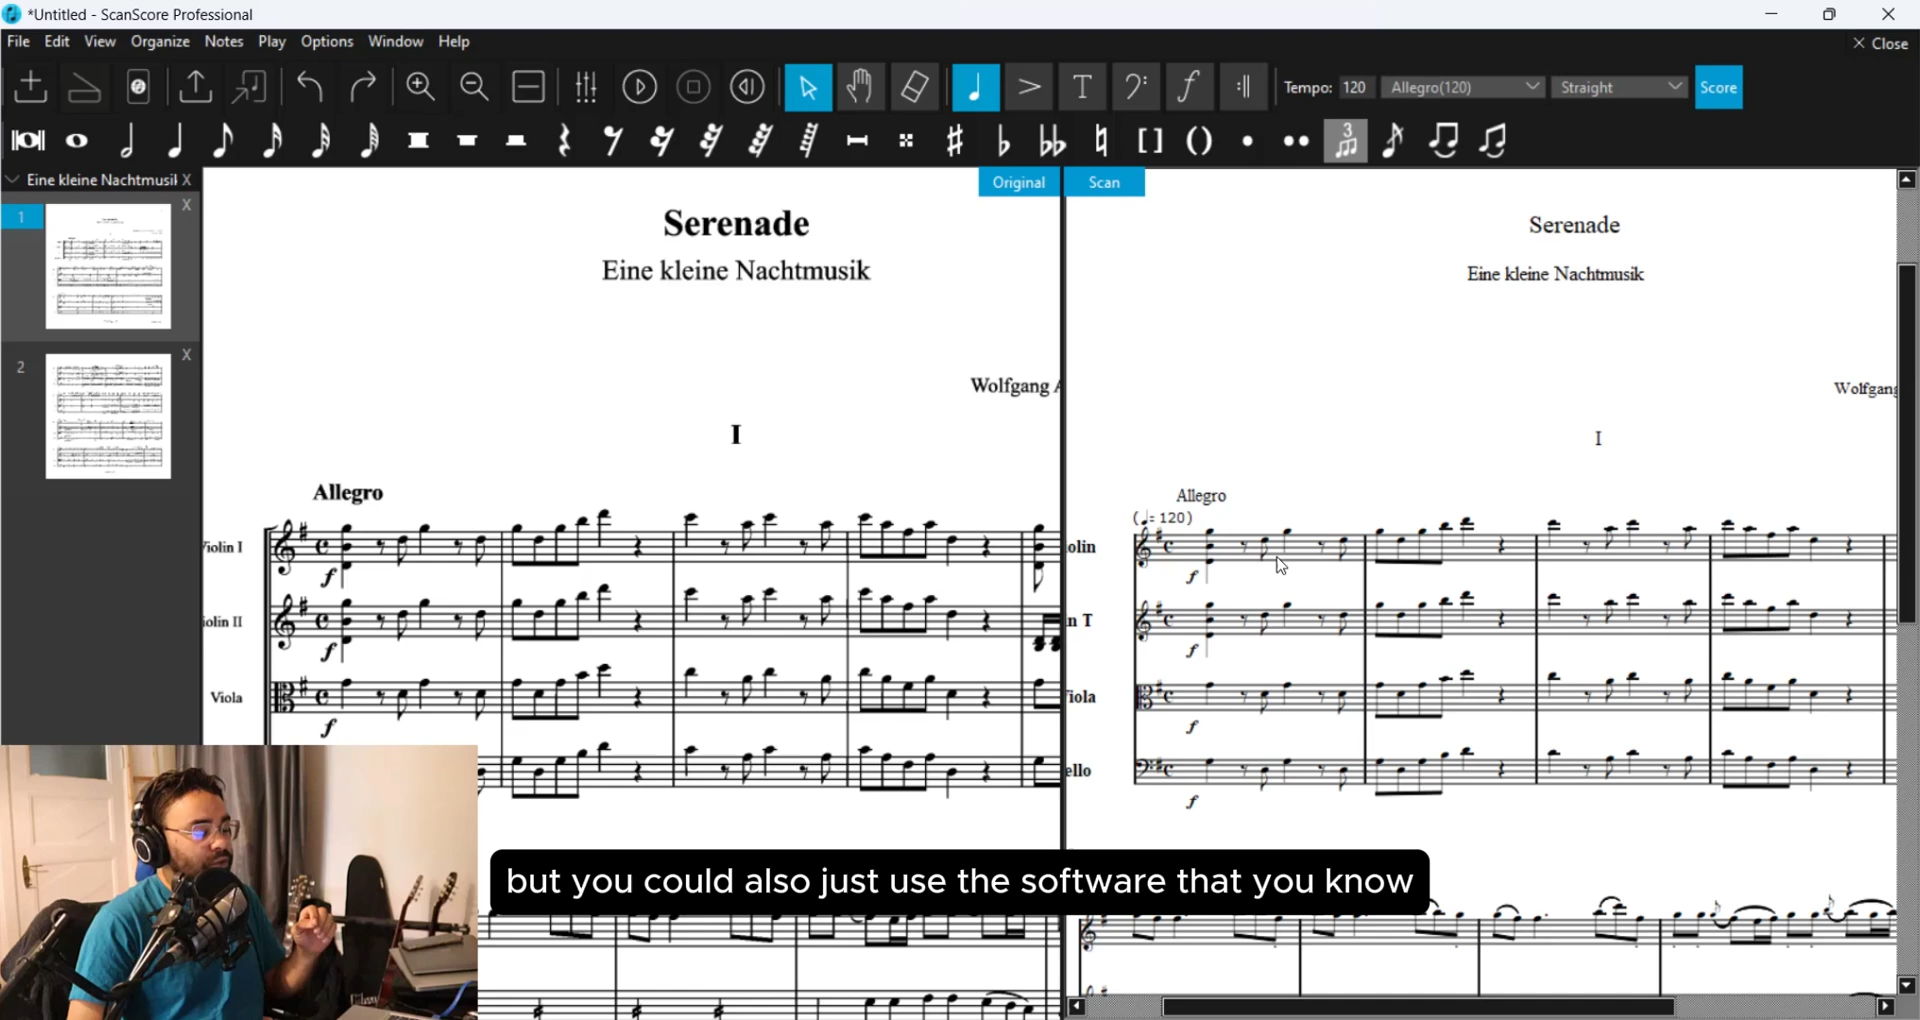 *Untitled - ScanScore Professional
File Edit View Organize Notes Play Options Window Help
Close
Tempo: 120 Allegro(120) Straight Score
Eine kleine Nachtmusik X
Original Scan
1 X
2 X
Serenade
Eine kleine Nachtmusik
Wolfgang A
I
Allegro
Violin I
iolin II
Viola
Serenade
Eine kleine Nachtmusik
Wolfgang
I
Allegro
(♩= 120)
olin
n T
iola
ello
but you could also just use the software that you know